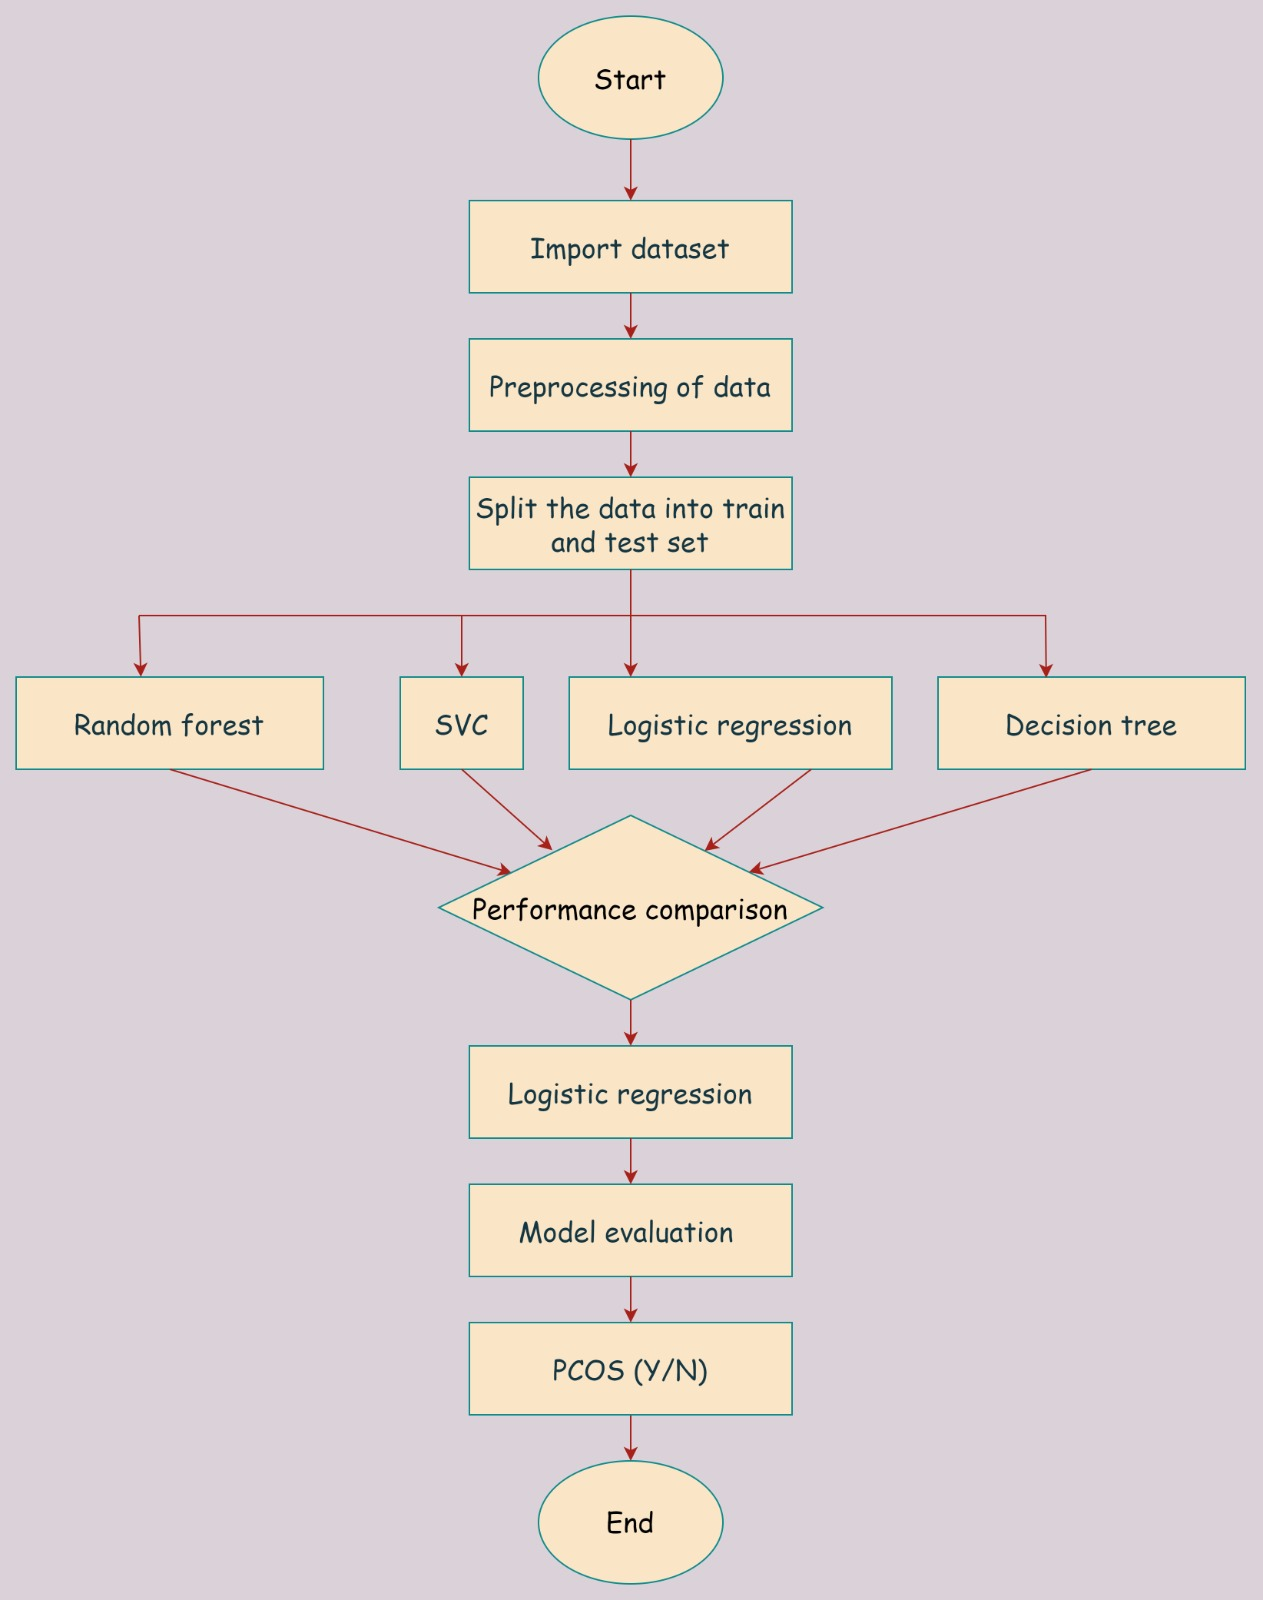 Start
Import dataset
Preprocessing of data
Split the data into train
and test set
Random forest
SVC
Logistic regression
Decision tree
Performance comparison
Logistic regression
Model evaluation
PCOS (Y/N)
End